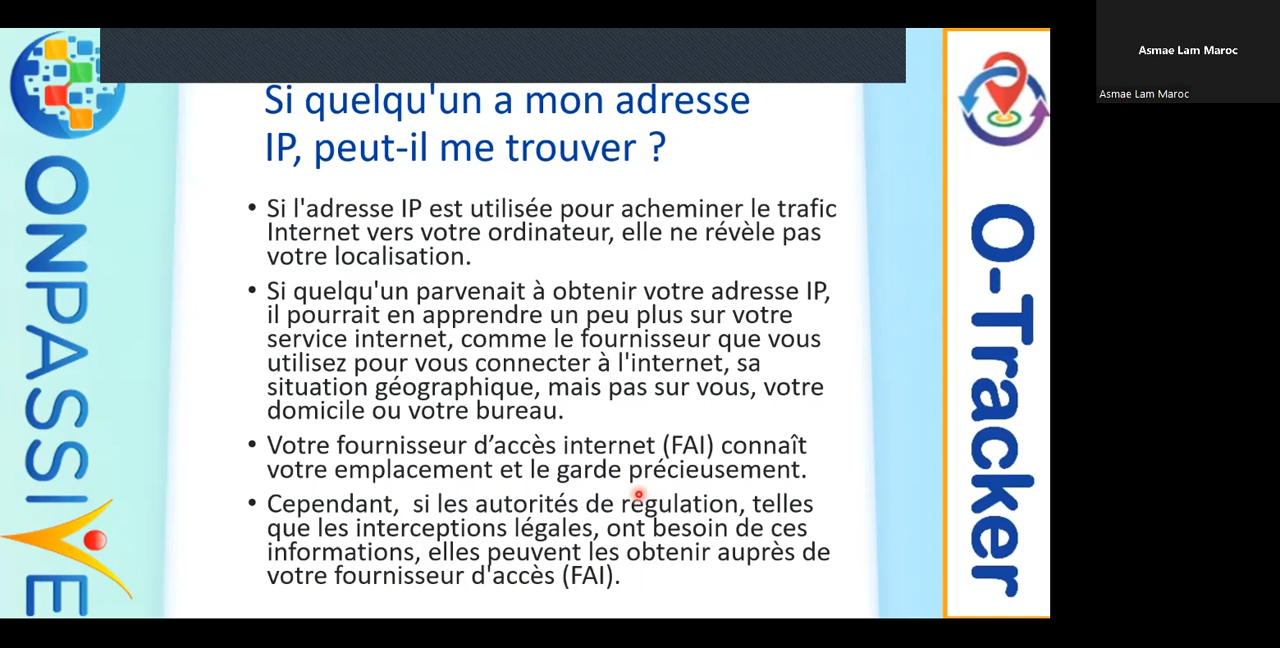 Si quelqu'un a mon adresse
IP, peut-il me trouver ?
• Si l'adresse IP est utilisée pour acheminer le trafic
Internet vers votre ordinateur, elle ne révèle pas
votre localisation.
• Si quelqu'un parvenait à obtenir votre adresse IP,
il pourrait en apprendre un peu plus sur votre
service internet, comme le fournisseur que vous
utilisez pour vous connecter à l'internet, sa
situation géographique, mais pas sur vous, votre
domicile ou votre bureau.
• Votre fournisseur d’accès internet (FAI) connaît
votre emplacement et le garde précieusement.
• Cependant,  si les autorités de régulation, telles
que les interceptions légales, ont besoin de ces
informations, elles peuvent les obtenir auprès de
votre fournisseur d'accès (FAI).
ONPASSIVE
O-Tracker
Asmae Lam Maroc
Asmae Lam Maroc